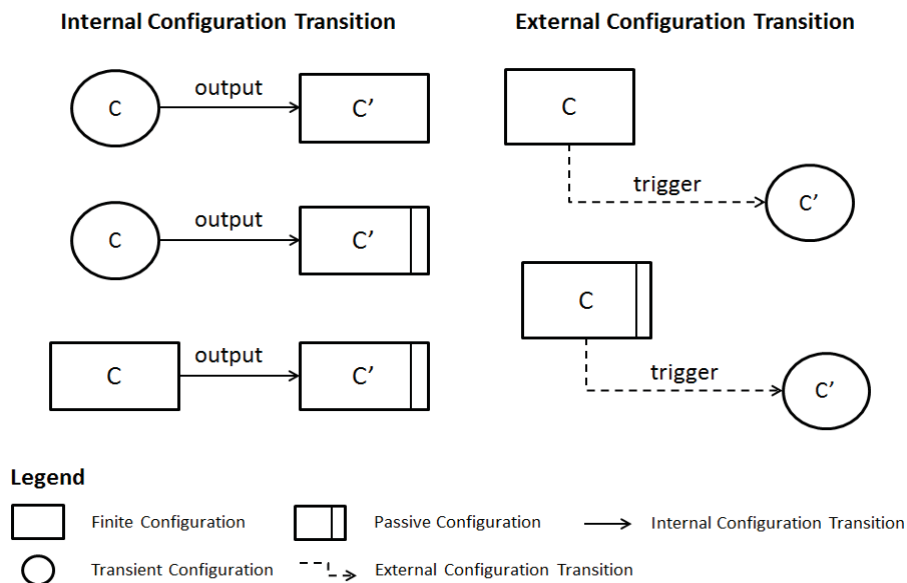 Internal Configuration Transition
External Configuration Transition
C
output
C’
C
output
C’
C
output
C’
C
trigger
C’
C
trigger
C’
Legend
Finite Configuration
Passive Configuration
Internal Configuration Transition
Transient Configuration
External Configuration Transition